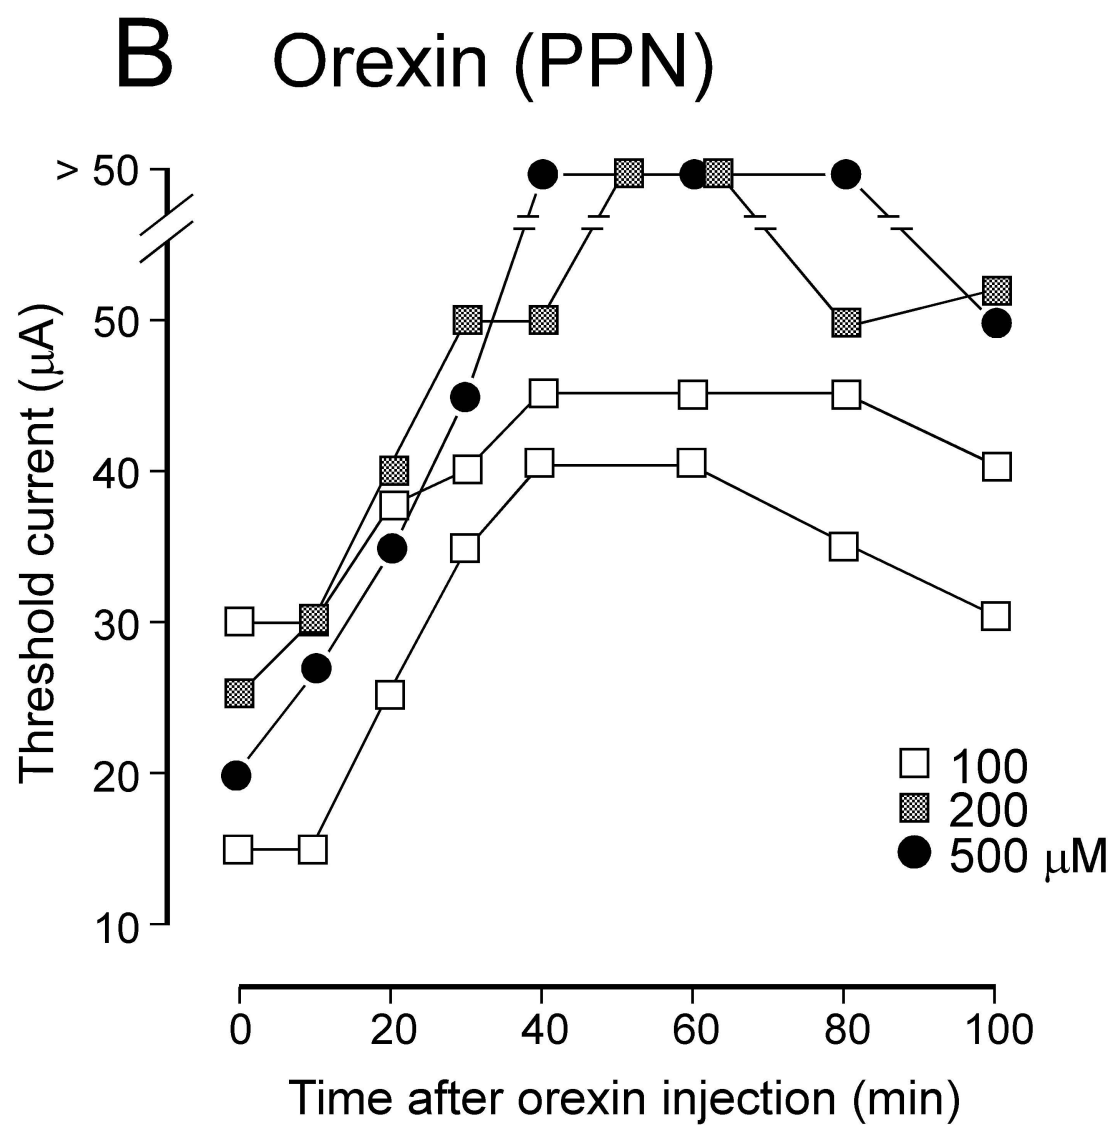 B Orexin (PPN)
> 50
50
40
30
20
10
Threshold current (μA)
100
200
500 μM
0 20 40 60 80 100
Time after orexin injection (min)